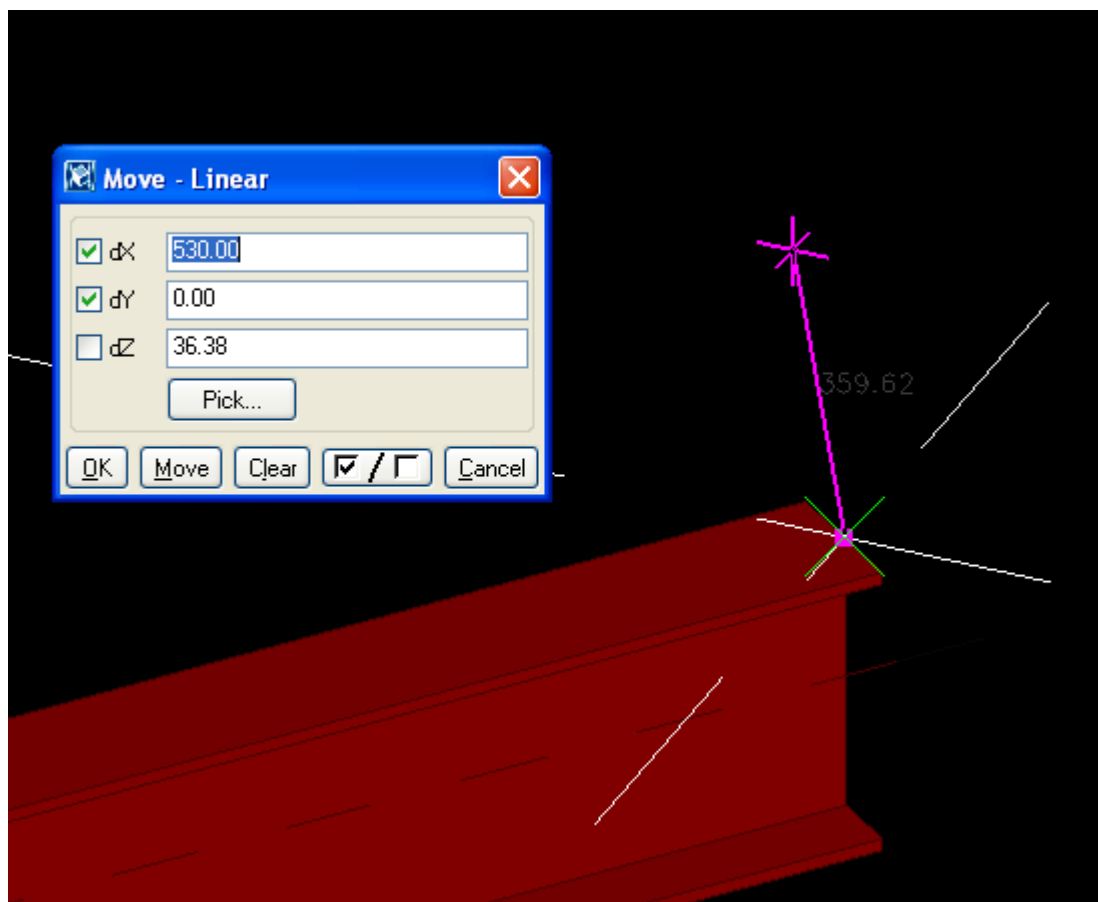 Move - Linear
dX 530.00
dY 0.00
dZ 36.38
Pick...
OK Move Clear / Cancel
359.62